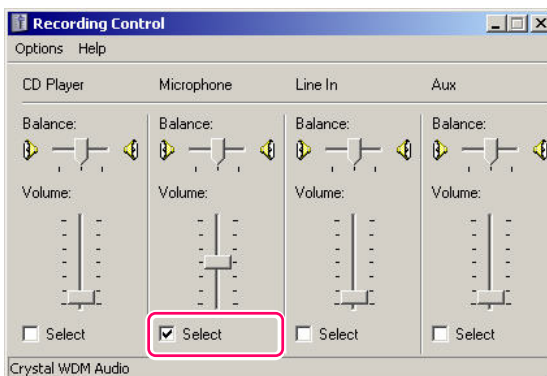 Recording Control
Options Help
CD Player Microphone Line In Aux
Balance: Balance: Balance: Balance:
Volume: Volume: Volume: Volume:
Select Select Select Select
Crystal WDM Audio